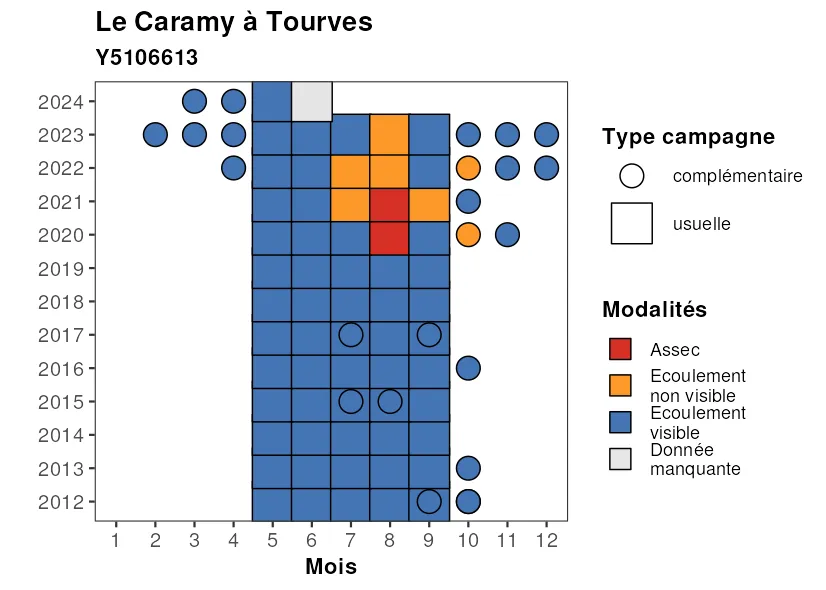 Le Caramy à Tourves
Y5106613
2024
2023
2022
2021
2020
2019
2018
2017
2016
2015
2014
2013
2012
1 2 3 4 5 6 7 8 9 10 11 12
Mois
Type campagne
complémentaire
usuelle
Modalités
Assec
Ecoulement
non visible
Ecoulement
visible
Donnée
manquante